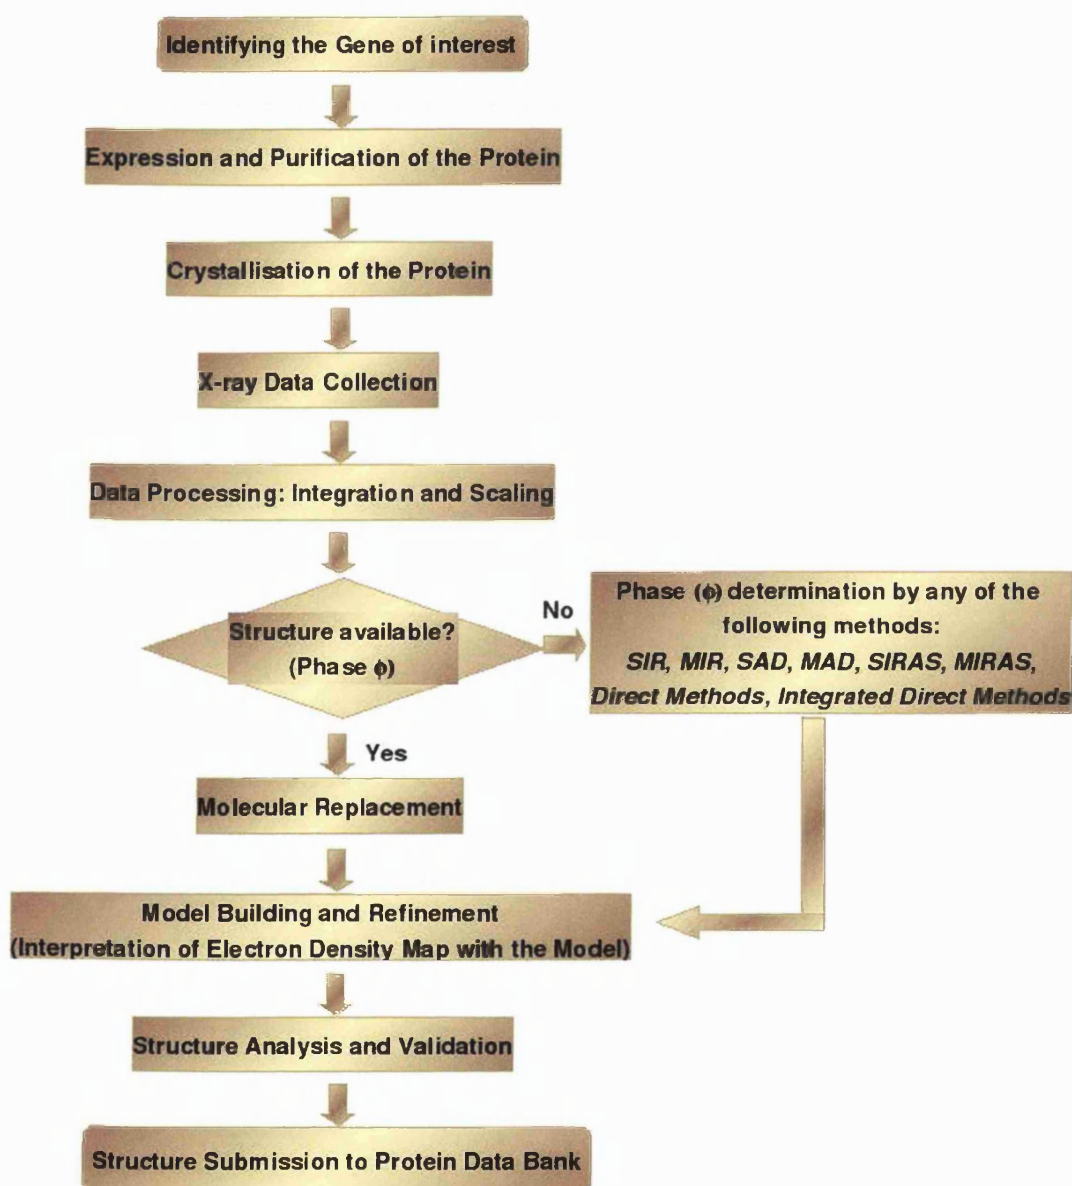 Identifying the Gene of interest
Expression and Purification of the Protein
Crystallisation of the Protein
X-ray Data Collection
Data Processing: Integration and Scaling
Structure available?
(Phase ϕ)
No
Phase (ϕ) determination by any of the
following methods:
SIR, MIR, SAD, MAD, SIRAS, MIRAS,
Direct Methods, Integrated Direct Methods
Yes
Molecular Replacement
Model Building and Refinement
(Interpretation of Electron Density Map with the Model)
Structure Analysis and Validation
Structure Submission to Protein Data Bank